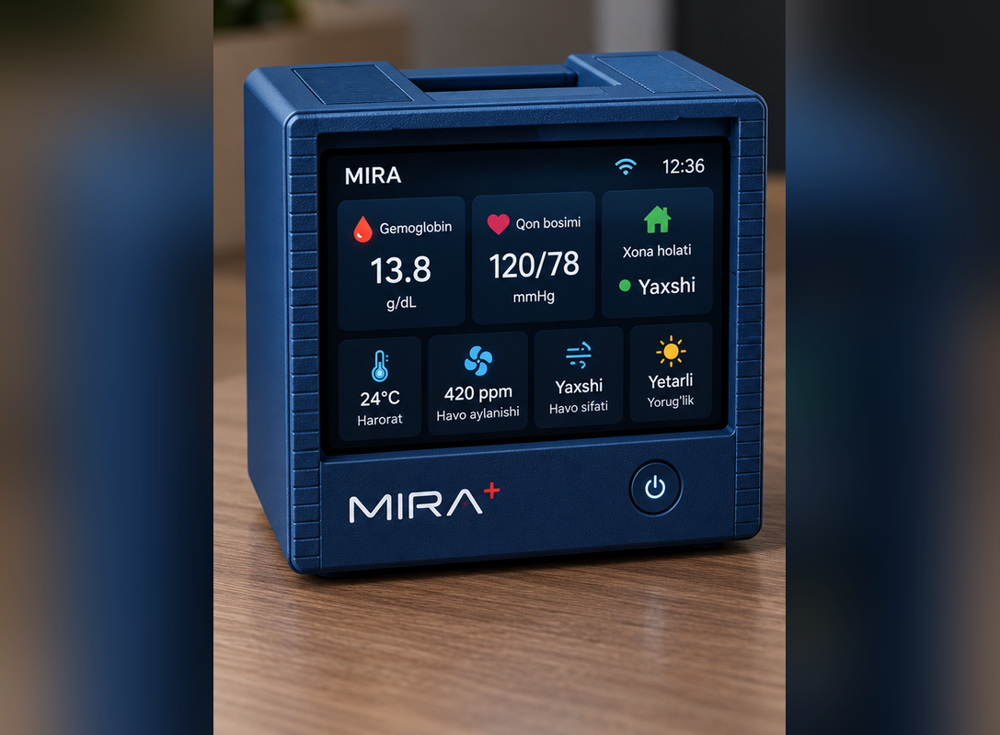 MIRA
12:36
Gemoglobin
13.8
g/dL
Qon bosimi
120/78
mmHg
Xona holati
Yaxshi
24°C
Harorat
420 ppm
Havo aylanishi
Yaxshi
Havo sifati
Yetarli
Yorug'lik
MIRA+